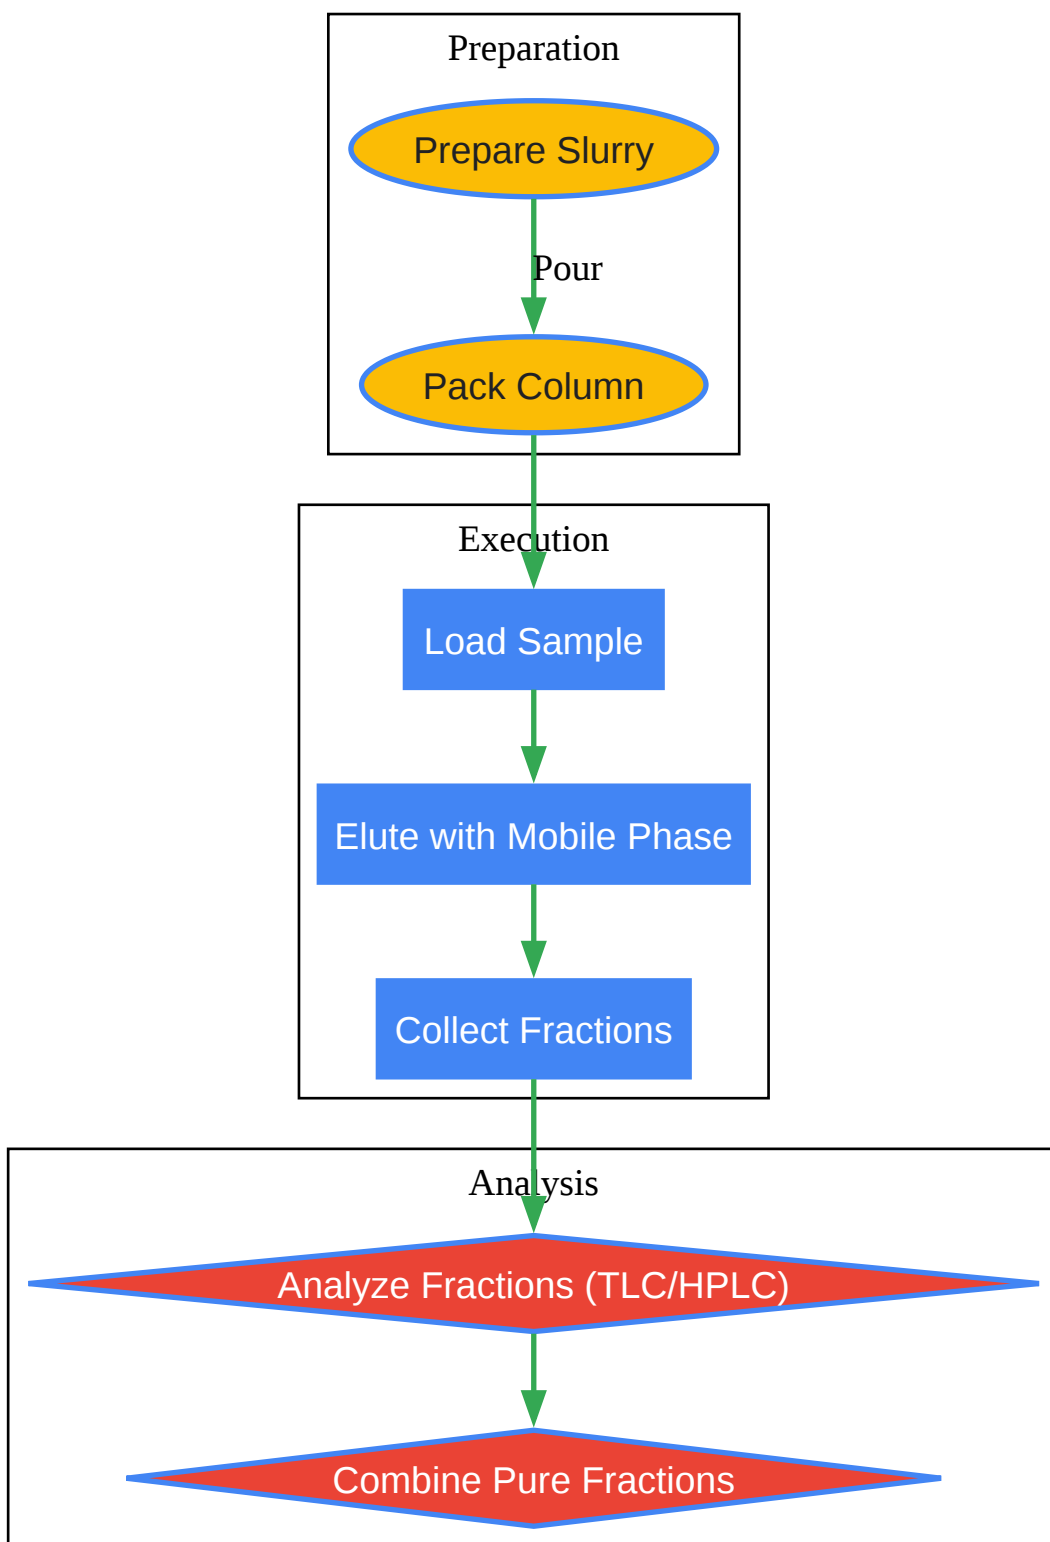 Preparation
Prepare Slurry
Pour
Pack Column
Execution
Load Sample
Elute with Mobile Phase
Collect Fractions
Analysis
Analyze Fractions (TLC/HPLC)
Combine Pure Fractions